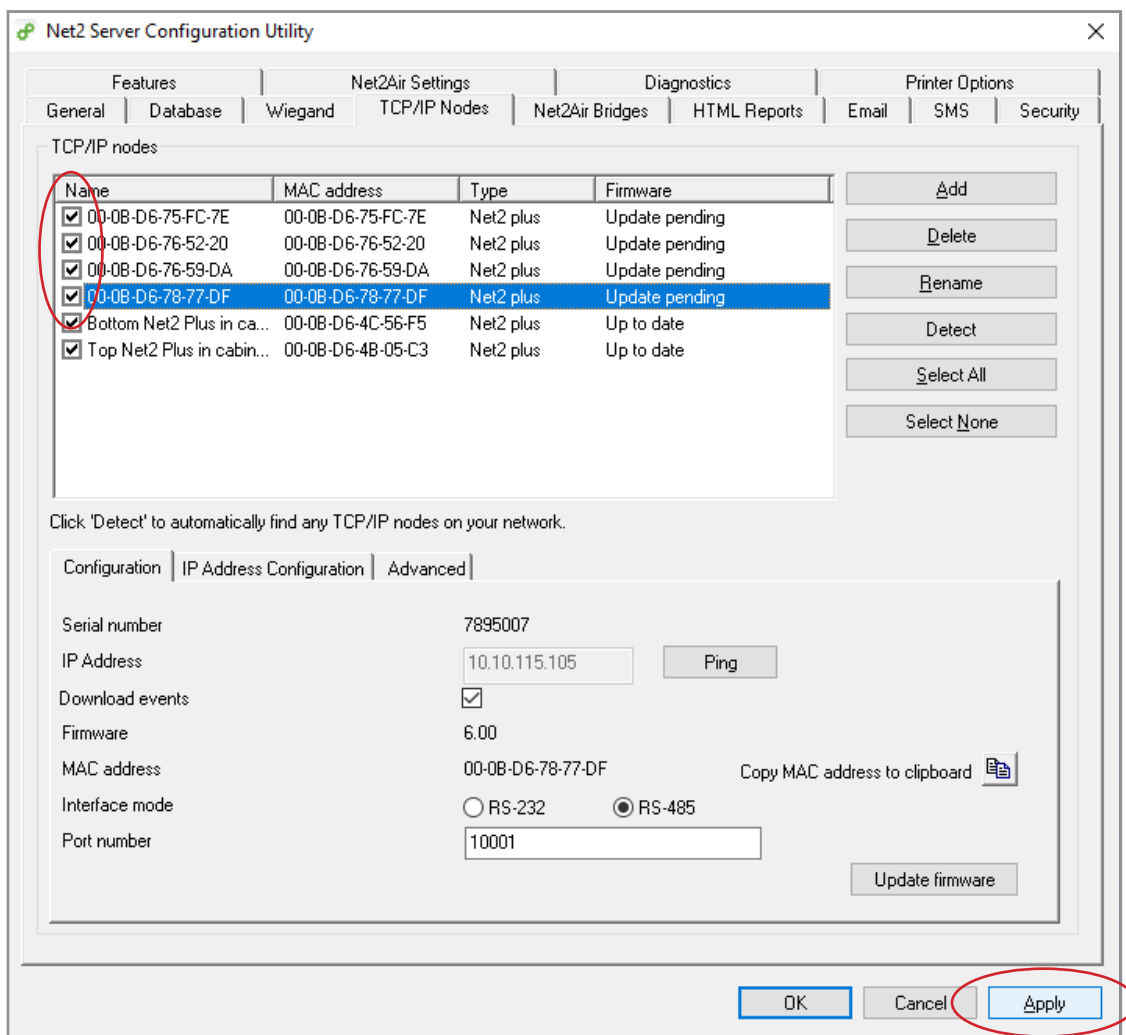 Net2 Server Configuration Utility
Features Net2Air Settings Diagnostics Printer Options
General Database Wiegand TCP/IP Nodes Net2Air Bridges HTML Reports Email SMS Security
TCP/IP nodes
Name MAC address Type Firmware
00-0B-D6-75-FC-7E 00-0B-D6-75-FC-7E Net2 plus Update pending
00-0B-D6-76-52-20 00-0B-D6-76-52-20 Net2 plus Update pending
00-0B-D6-76-59-DA 00-0B-D6-76-59-DA Net2 plus Update pending
00-0B-D6-78-77-DF 00-0B-D6-78-77-DF Net2 plus Update pending
Bottom Net2 Plus in ca... 00-0B-D6-4C-56-F5 Net2 plus Up to date
Top Net2 Plus in cabin... 00-0B-D6-4B-05-C3 Net2 plus Up to date
Add
Delete
Rename
Detect
Select All
Select None
Click 'Detect' to automatically find any TCP/IP nodes on your network.
Configuration IP Address Configuration Advanced
Serial number 7895007
IP Address 10.10.115.105 Ping
Download events
Firmware 6.00
MAC address 00-0B-D6-78-77-DF Copy MAC address to clipboard
Interface mode RS-232 RS-485
Port number 10001
Update firmware
OK Cancel Apply